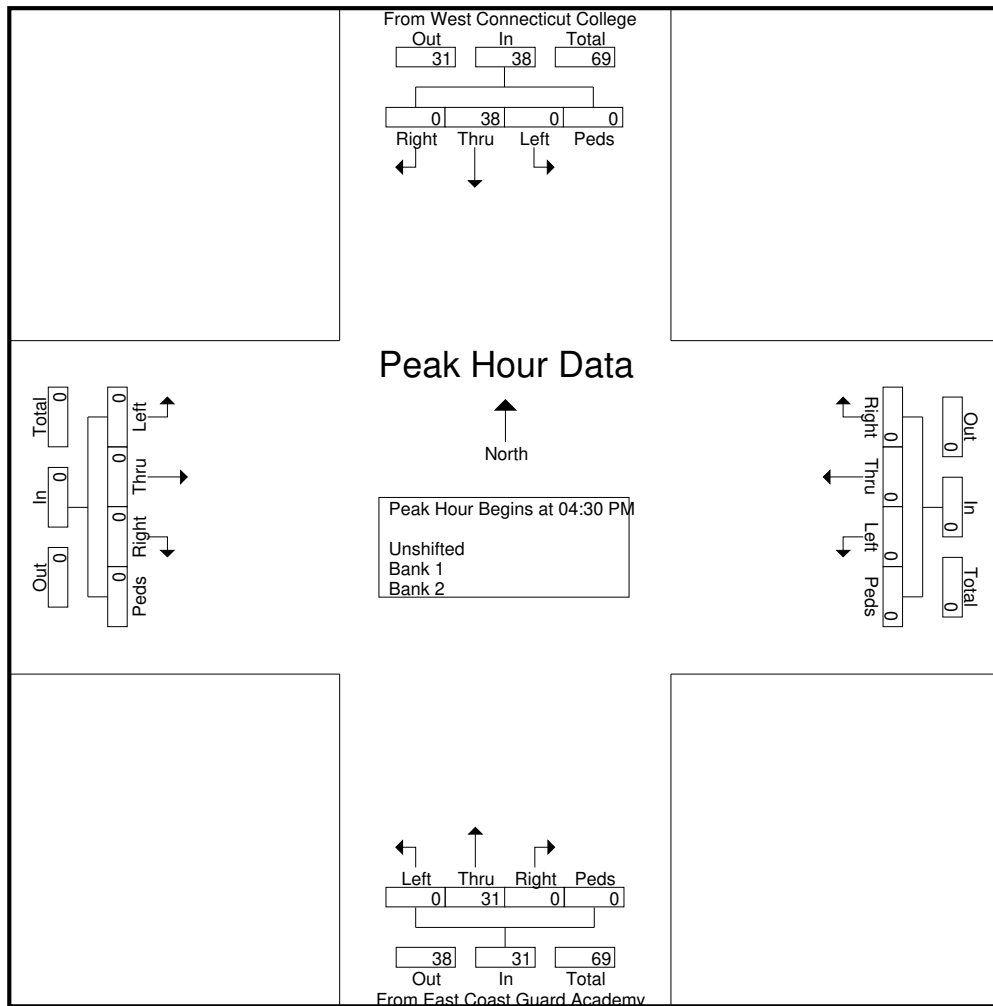 From West Connecticut College
Out In Total
31 38 69
0 38 0 0
Right Thru Left Peds
Peak Hour Data
North
Peak Hour Begins at 04:30 PM
Unshifted
Bank 1
Bank 2
Total In Out
0 0 0
0 0 0 0
Left Thru Right Peds
Right Thru Left Peds
0 0 0 0
Out In Total
0 0 0
Left Thru Right Peds
0 31 0 0
38 31 69
Out In Total
From East Coast Guard Academy